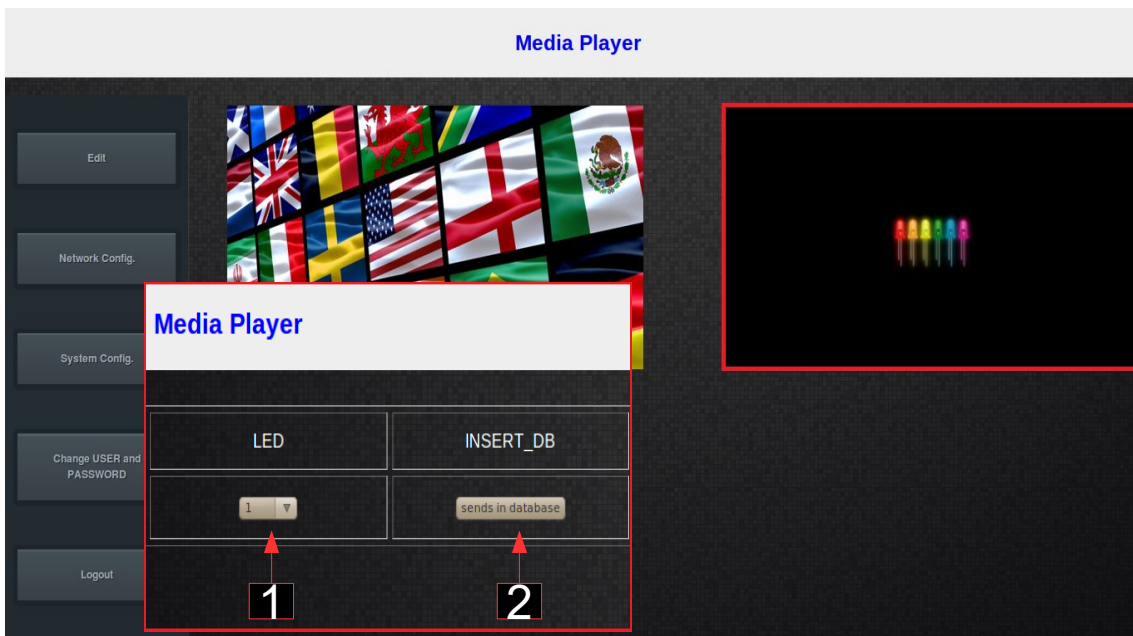 Media Player
Edit
Network Config.
System Config.
Change USER and
PASSWORD
Logout
Media Player
LED
INSERT_DB
1
sends in database
1
2